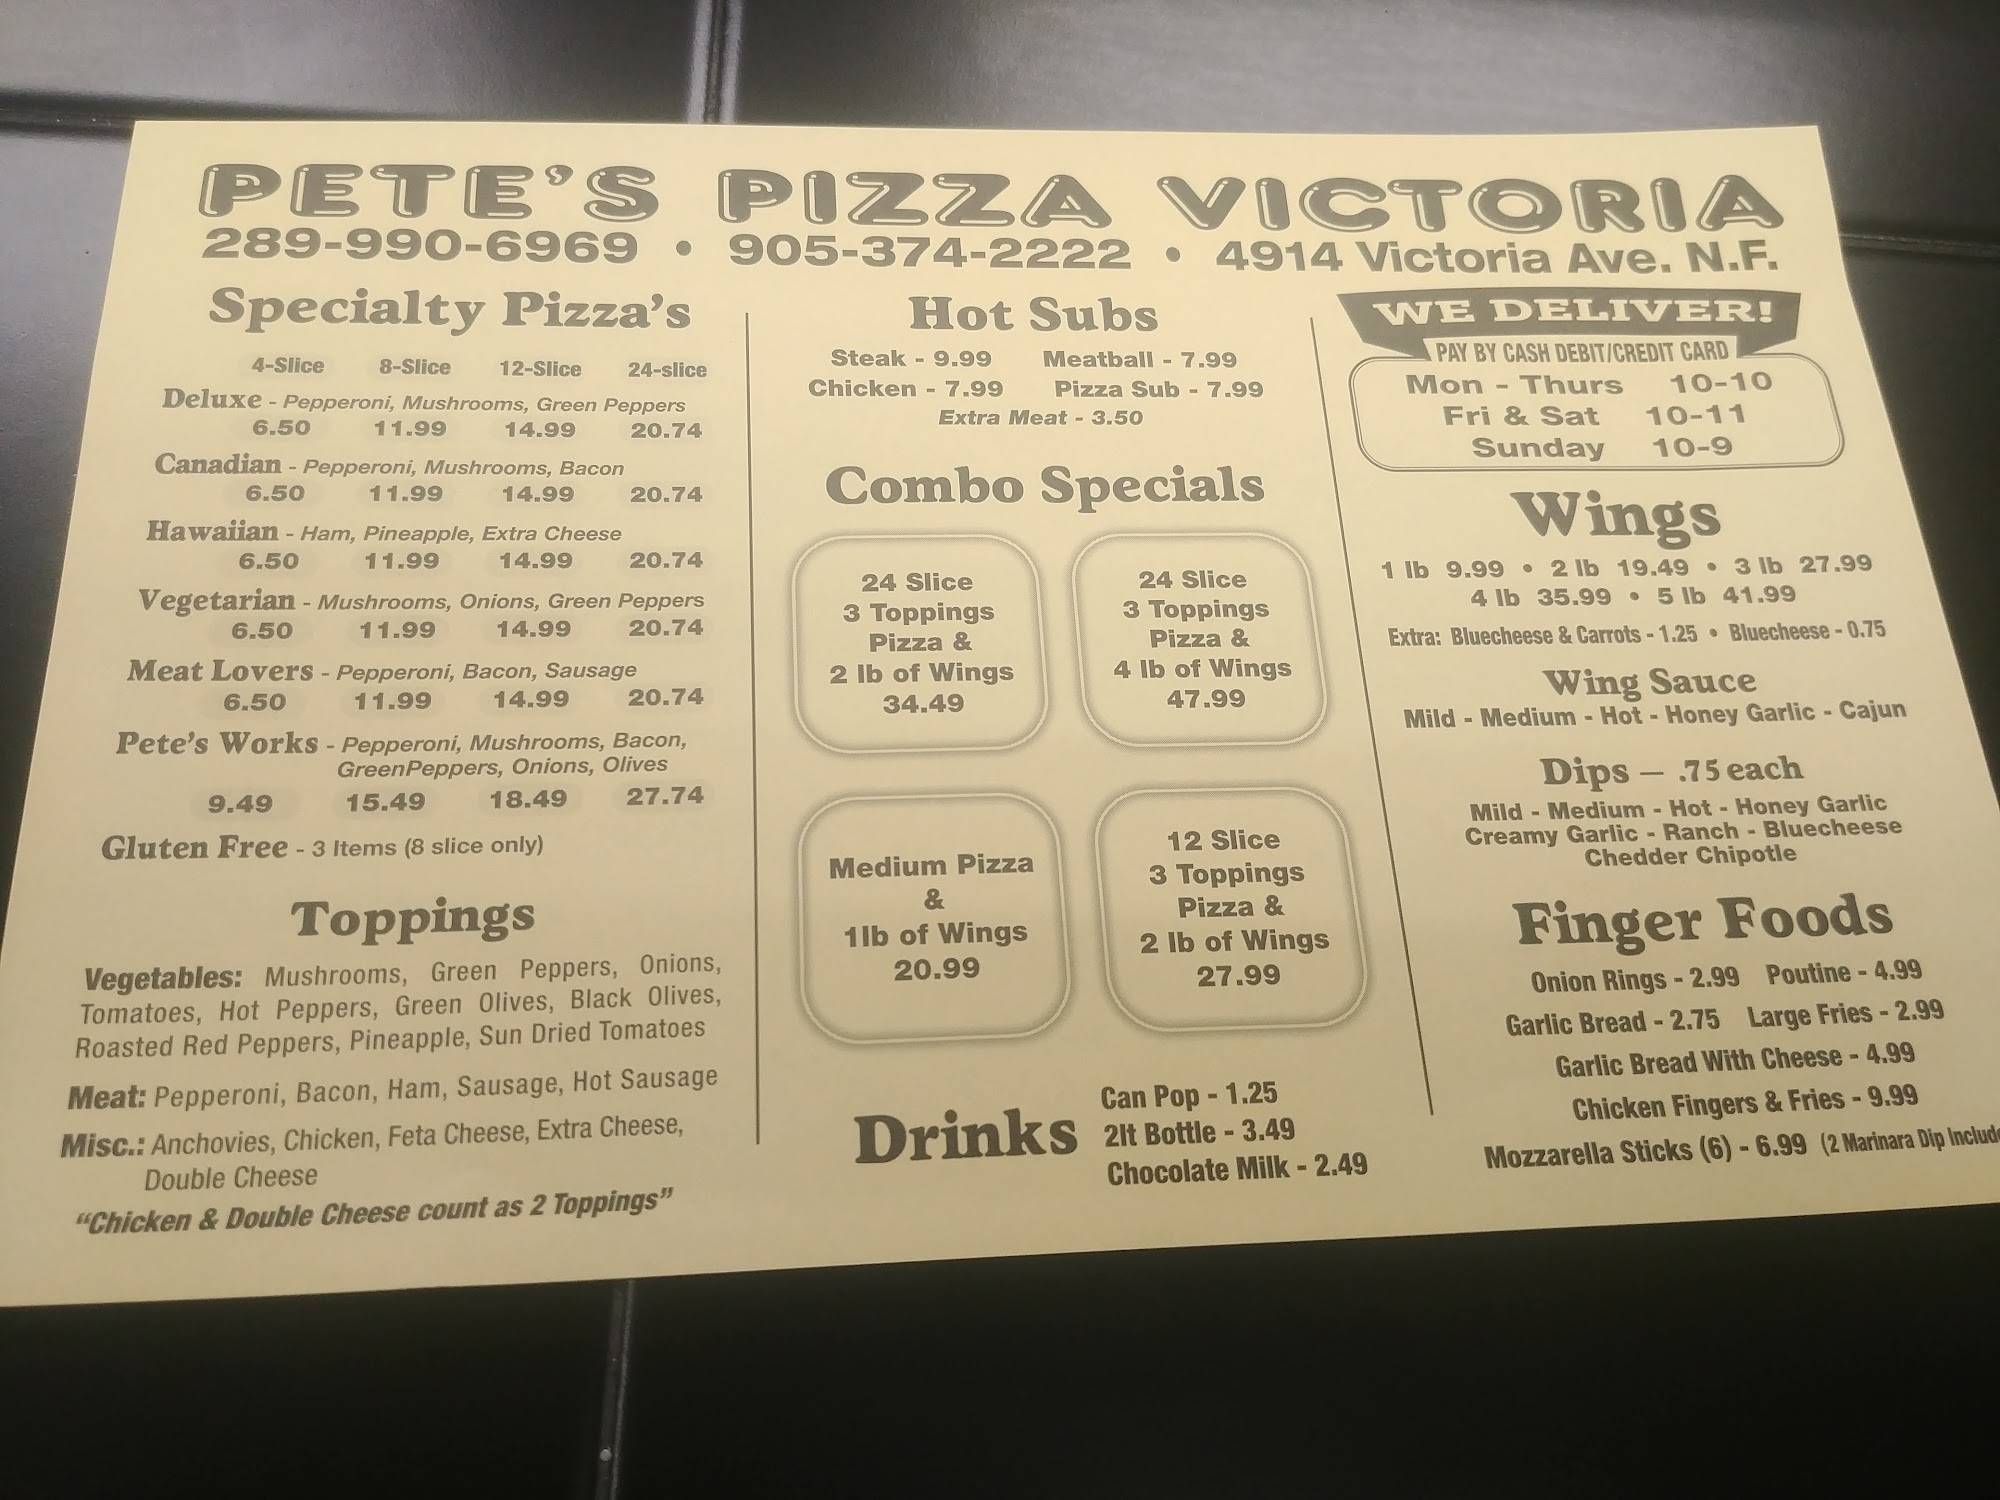 PETE'S PIZZA VICTORIA
289-990-6969 • 905-374-2222 • 4914 Victoria Ave. N.F.
Specialty Pizza's
4-Slice 8-Slice 12-Slice 24-slice
Deluxe - Pepperoni, Mushrooms, Green Peppers
6.50 11.99 14.99 20.74
Canadian - Pepperoni, Mushrooms, Bacon
6.50 11.99 14.99 20.74
Hawaiian - Ham, Pineapple, Extra Cheese
6.50 11.99 14.99 20.74
Vegetarian - Mushrooms, Onions, Green Peppers
6.50 11.99 14.99 20.74
Meat Lovers - Pepperoni, Bacon, Sausage
6.50 11.99 14.99 20.74
Pete's Works - Pepperoni, Mushrooms, Bacon,
GreenPeppers, Onions, Olives
9.49 15.49 18.49 27.74
Gluten Free - 3 Items (8 slice only)
Toppings
Vegetables: Mushrooms, Green Peppers, Onions,
Tomatoes, Hot Peppers, Green Olives, Black Olives,
Roasted Red Peppers, Pineapple, Sun Dried Tomatoes
Meat: Pepperoni, Bacon, Ham, Sausage, Hot Sausage
Misc.: Anchovies, Chicken, Feta Cheese, Extra Cheese,
Double Cheese
"Chicken & Double Cheese count as 2 Toppings"
Hot Subs
Steak - 9.99 Meatball - 7.99
Chicken - 7.99 Pizza Sub - 7.99
Extra Meat - 3.50
Combo Specials
24 Slice
3 Toppings
Pizza &
2 lb of Wings
34.49
24 Slice
3 Toppings
Pizza &
4 lb of Wings
47.99
Medium Pizza
&
1lb of Wings
20.99
12 Slice
3 Toppings
Pizza &
2 lb of Wings
27.99
Drinks
Can Pop - 1.25
2lt Bottle - 3.49
Chocolate Milk - 2.49
WE DELIVER!
PAY BY CASH DEBIT/CREDIT CARD
Mon - Thurs 10-10
Fri & Sat 10-11
Sunday 10-9
Wings
1 lb 9.99 • 2 lb 19.49 • 3 lb 27.99
4 lb 35.99 • 5 lb 41.99
Extra: Bluecheese & Carrots - 1.25 • Bluecheese - 0.75
Wing Sauce
Mild - Medium - Hot - Honey Garlic - Cajun
Dips — .75 each
Mild - Medium - Hot - Honey Garlic
Creamy Garlic - Ranch - Bluecheese
Chedder Chipotle
Finger Foods
Onion Rings - 2.99 Poutine - 4.99
Garlic Bread - 2.75 Large Fries - 2.99
Garlic Bread With Cheese - 4.99
Chicken Fingers & Fries - 9.99
Mozzarella Sticks (6) - 6.99 (2 Marinara Dip Include